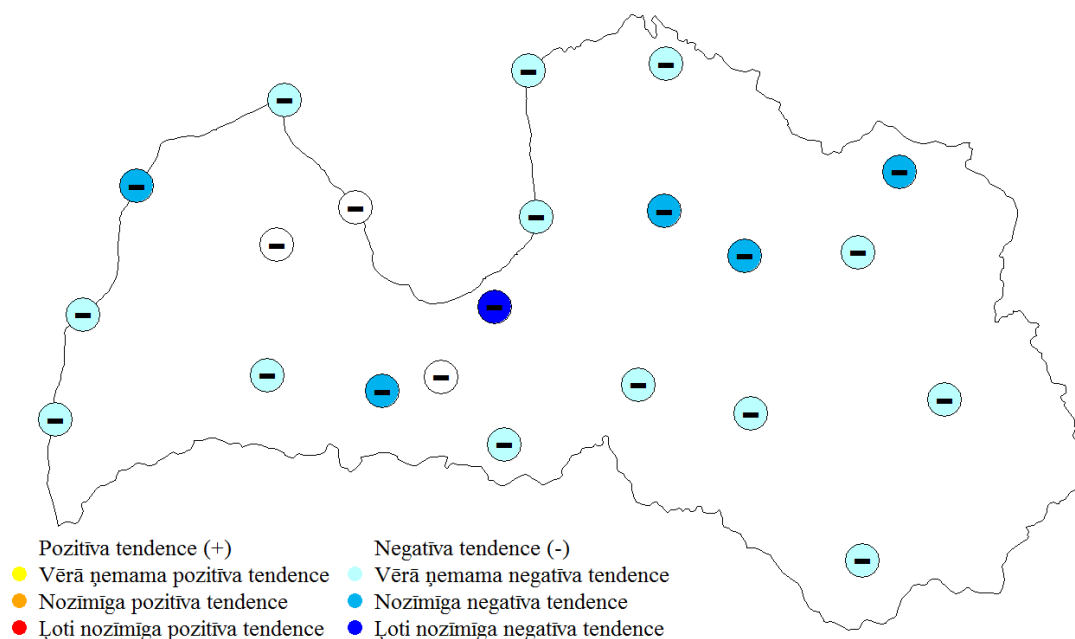 Pozitīva tendence (+)
Vērā ņemama pozitīva tendence
Nozīmīga pozitīva tendence
Ļoti nozīmīga pozitīva tendence
Negatīva tendence (-)
Vērā ņemama negatīva tendence
Nozīmīga negatīva tendence
Ļoti nozīmīga negatīva tendence